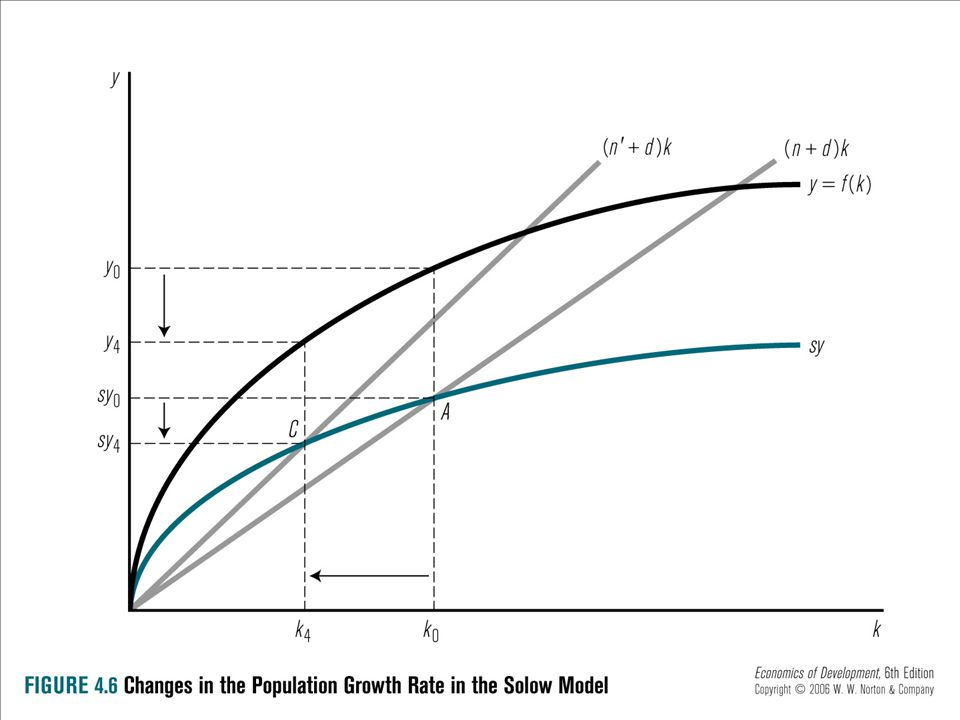 y
(n′ + d)k
(n + d)k
y = f(k)
y₀
y₄
sy
sy₀
A
C
sy₄
k₄
k₀
k
FIGURE 4.6 Changes in the Population Growth Rate in the Solow Model
Economics of Development, 6th Edition
Copyright © 2006 W. W. Norton & Company